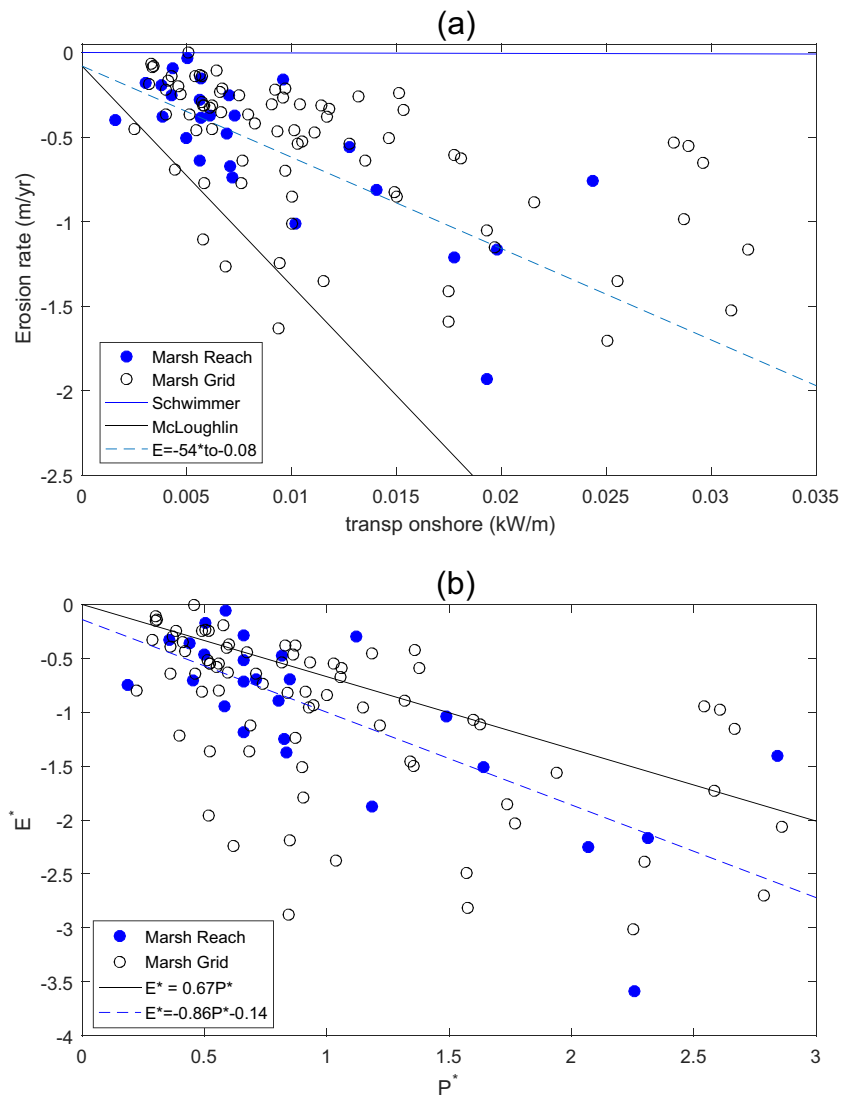 (a)
0
-0.5
-1
-1.5
-2
-2.5
Erosion rate (m/yr)
Marsh Reach
Marsh Grid
Schwimmer
McLoughlin
E=-54*to-0.08
0 0.005 0.01 0.015 0.02 0.025 0.03 0.035
transp onshore (kW/m)
(b)
0
-0.5
-1
-1.5
-2
-2.5
-3
-3.5
-4
E*
Marsh Reach
Marsh Grid
E* = 0.67P*
E*=-0.86P*-0.14
0 0.5 1 1.5 2 2.5 3
P*